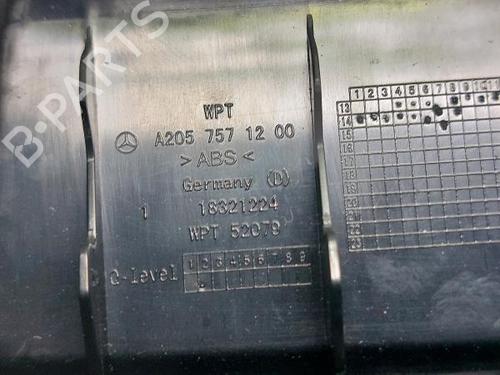 B-PARTS
WPT
A205 757 12 00
>ABS<
Germany (D)
1 18321224
WPT 52079
Q-level 1 2 3 4 5 6 7 8 9
1 2 3 4 5 6 7 8 9 10 11
13
14
15
16
17
18
19
20
21
22
23